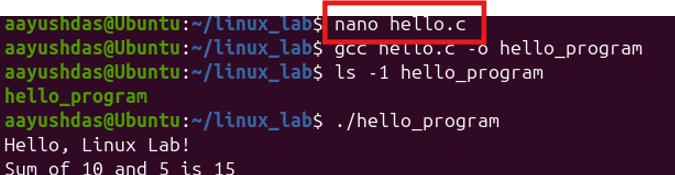 aayushdas@Ubuntu:~/linux_lab$ nano hello.c
aayushdas@Ubuntu:~/linux_lab$ gcc hello.c -o hello_program
aayushdas@Ubuntu:~/linux_lab$ ls -1 hello_program
hello_program
aayushdas@Ubuntu:~/linux_lab$ ./hello_program
Hello, Linux Lab!
Sum of 10 and 5 is 15